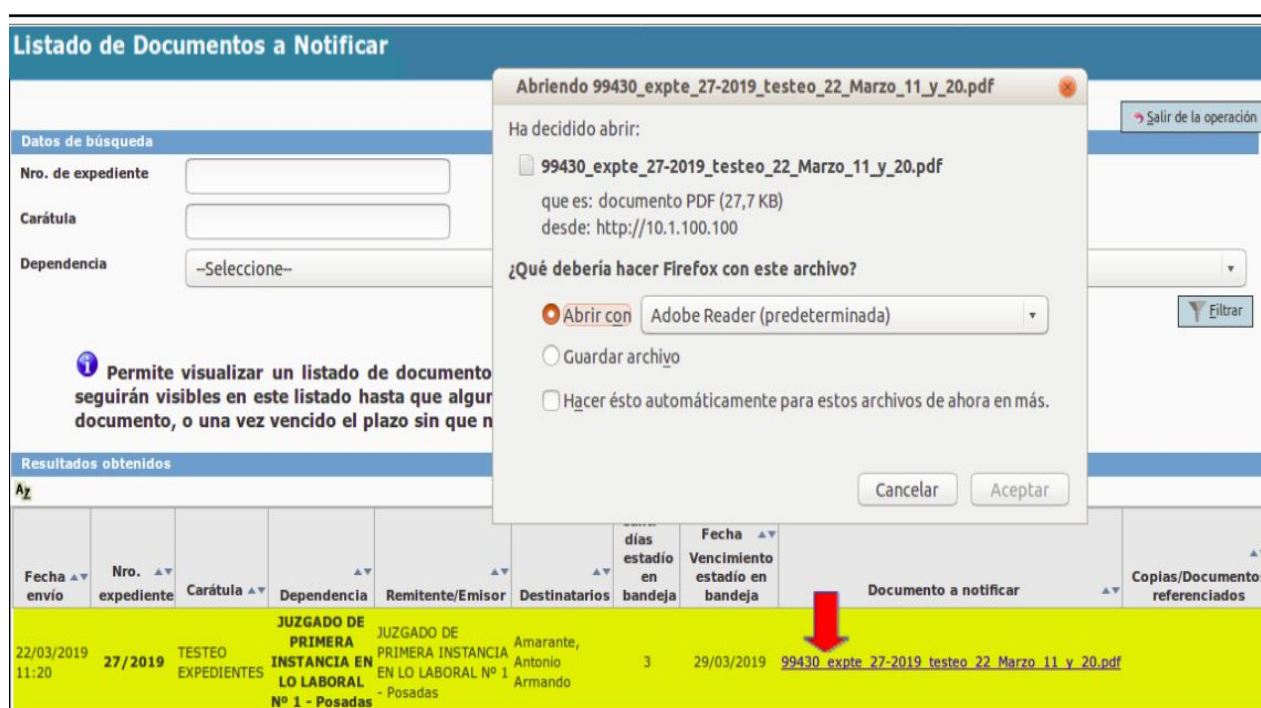 Listado de Documentos a Notificar
Abriendo 99430_expte_27-2019_testeo_22_Marzo_11_y_20.pdf
Salir de la operación
Ha decidido abrir:
99430_expte_27-2019_testeo_22_Marzo_11_y_20.pdf
que es: documento PDF (27,7 KB)
desde: http://10.1.100.100
¿Qué debería hacer Firefox con este archivo?
Abrir con Adobe Reader (predeterminada)
Guardar archivo
Hacer ésto automáticamente para estos archivos de ahora en más.
Cancelar Aceptar
Datos de búsqueda
Nro. de expediente
Carátula
Dependencia --Seleccione--
Filtrar
Permite visualizar un listado de documento
seguirán visibles en este listado hasta que algun
documento, o una vez vencido el plazo sin que n
Resultados obtenidos
AZ
Fecha envío
Nro. expediente
Carátula
Dependencia
Remitente/Emisor
Destinatarios
días
estadío
en
bandeja
Fecha
Vencimiento
estadío en
bandeja
Documento a notificar
Copias/Documentos
referenciados
22/03/2019
11:20
27/2019
TESTEO
EXPEDIENTES
JUZGADO DE
PRIMERA
INSTANCIA EN
LO LABORAL
Nº 1 - Posadas
JUZGADO DE
PRIMERA INSTANCIA
EN LO LABORAL Nº 1
- Posadas
Amarante,
Antonio
Armando
3
29/03/2019
99430_expte_27-2019_testeo_22_Marzo_11_y_20.pdf